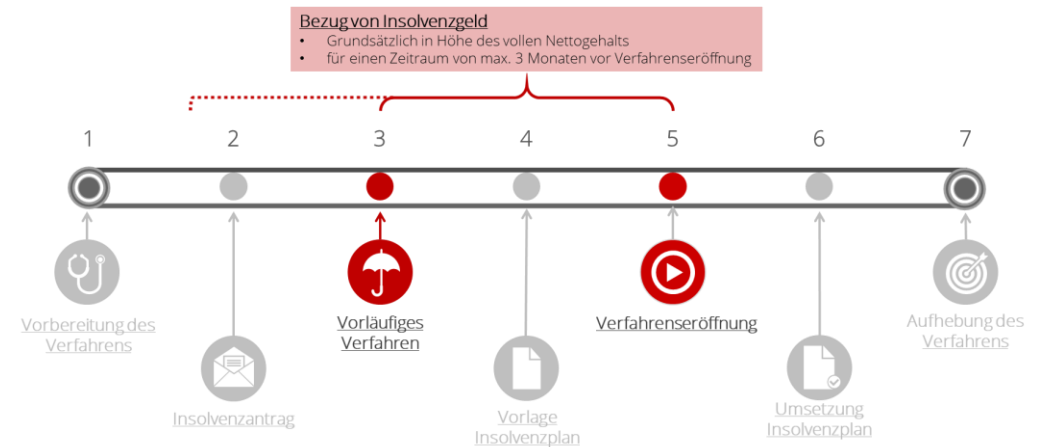 Bezug von Insolvenzgeld
• Grundsätzlich in Höhe des vollen Nettogehalts
• für einen Zeitraum von max. 3 Monaten vor Verfahrenseröffnung
1 2 3 4 5 6 7
Vorbereitung des
Verfahrens
Insolvenzantrag
Vorläufiges
Verfahren
Vorlage
Insolvenzplan
Verfahrenseröffnung
Umsetzung
Insolvenzplan
Aufhebung des
Verfahrens